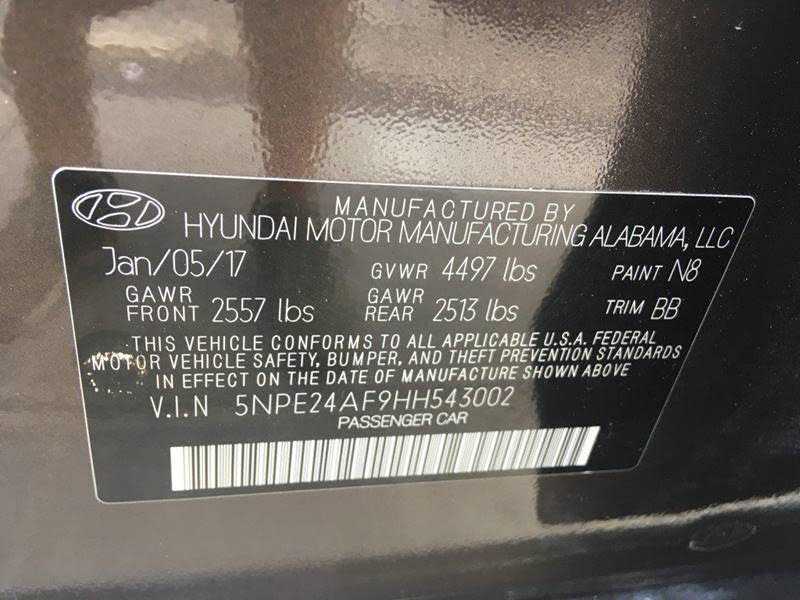 MANUFACTURED BY
HYUNDAI MOTOR MANUFACTURING ALABAMA, LLC
Jan/05/17 GVWR 4497 lbs PAINT N8
GAWR FRONT 2557 lbs GAWR REAR 2513 lbs TRIM BB
THIS VEHICLE CONFORMS TO ALL APPLICABLE U.S.A. FEDERAL
MOTOR VEHICLE SAFETY, BUMPER, AND THEFT PREVENTION STANDARDS
IN EFFECT ON THE DATE OF MANUFACTURE SHOWN ABOVE
V.I.N 5NPE24AF9HH543002
PASSENGER CAR